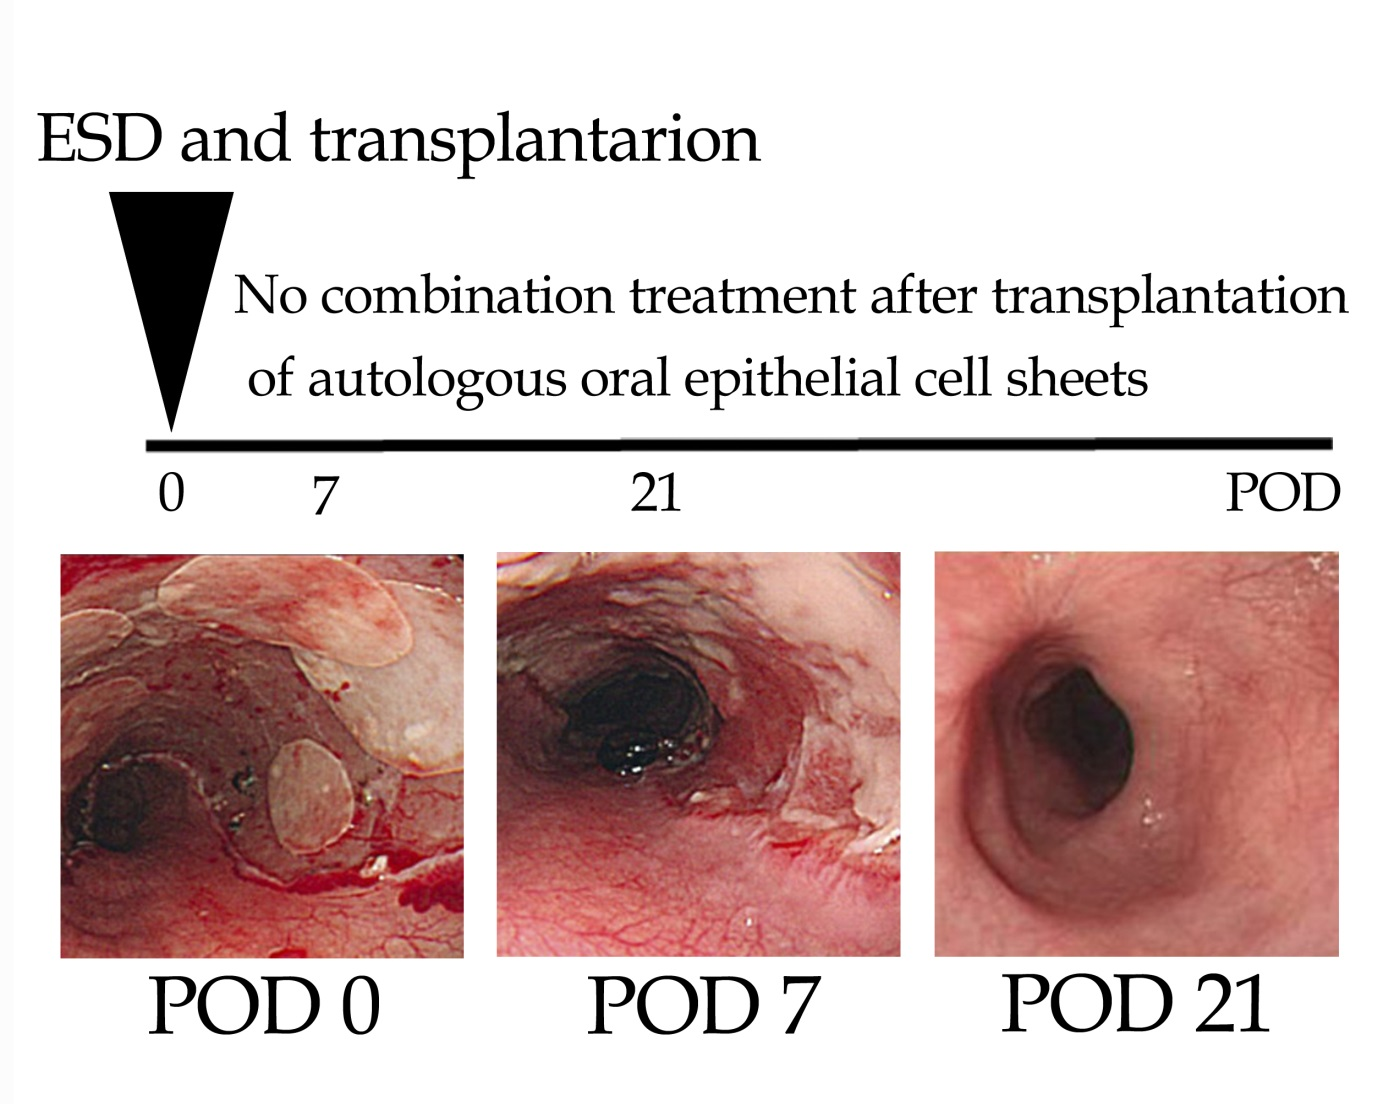 ESD and transplantarion
No combination treatment after transplantation
of autologous oral epithelial cell sheets
0 7 21 POD
POD 0 POD 7 POD 21